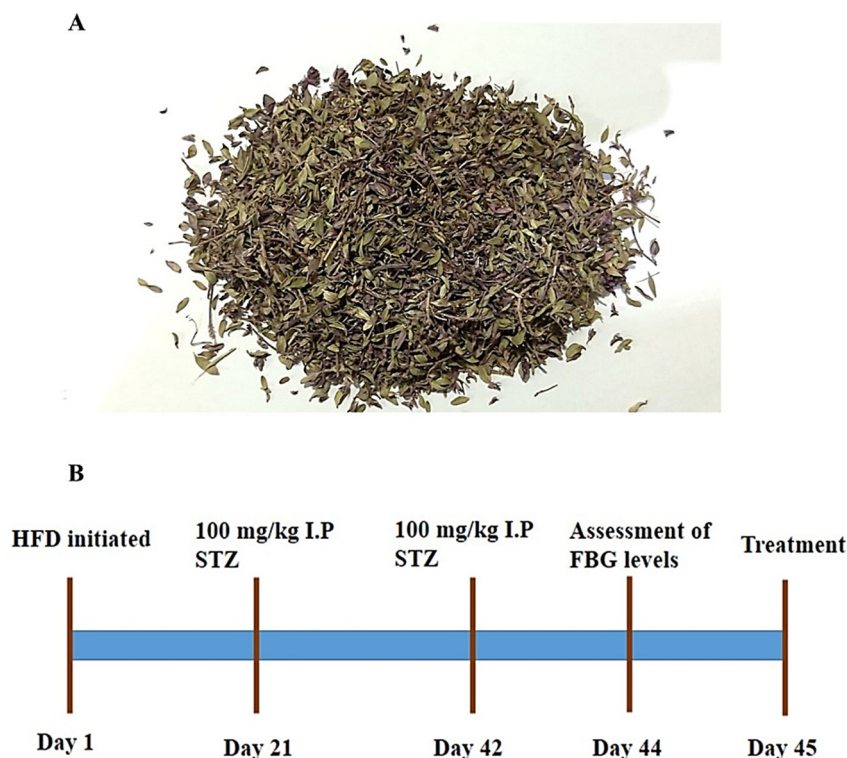 A
B
HFD initiated
100 mg/kg I.P
STZ
100 mg/kg I.P
STZ
Assessment of
FBG levels
Treatment
Day 1
Day 21
Day 42
Day 44
Day 45